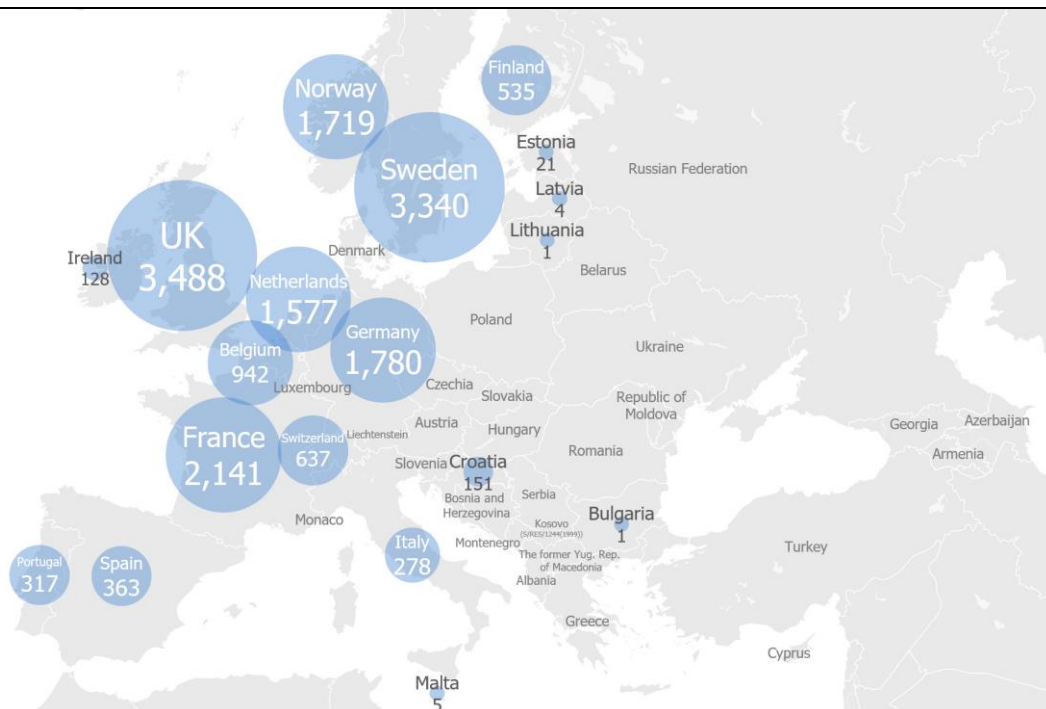 Finland
535
Norway
1,719
Estonia
21
Russian Federation
Sweden
3,340
Latvia
4
Lithuania
1
UK
3,488
Ireland
128
Denmark
Belarus
Netherlands
1,577
Poland
Germany
1,780
Ukraine
Belgium
942
Luxembourg
Czechia
Slovakia
Republic of
Moldova
France
2,141
Switzerland
637
Liechtenstein
Austria
Hungary
Georgia
Azerbaijan
Armenia
Romania
Slovenia
Croatia
151
Bosnia and
Herzegovina
Serbia
Monaco
Kosovo
(S/RES/1244(1999))
Bulgaria
1
Italy
278
Montenegro
The former Yug. Rep.
of Macedonia
Albania
Turkey
Portugal
317
Spain
363
Greece
Cyprus
Malta
5